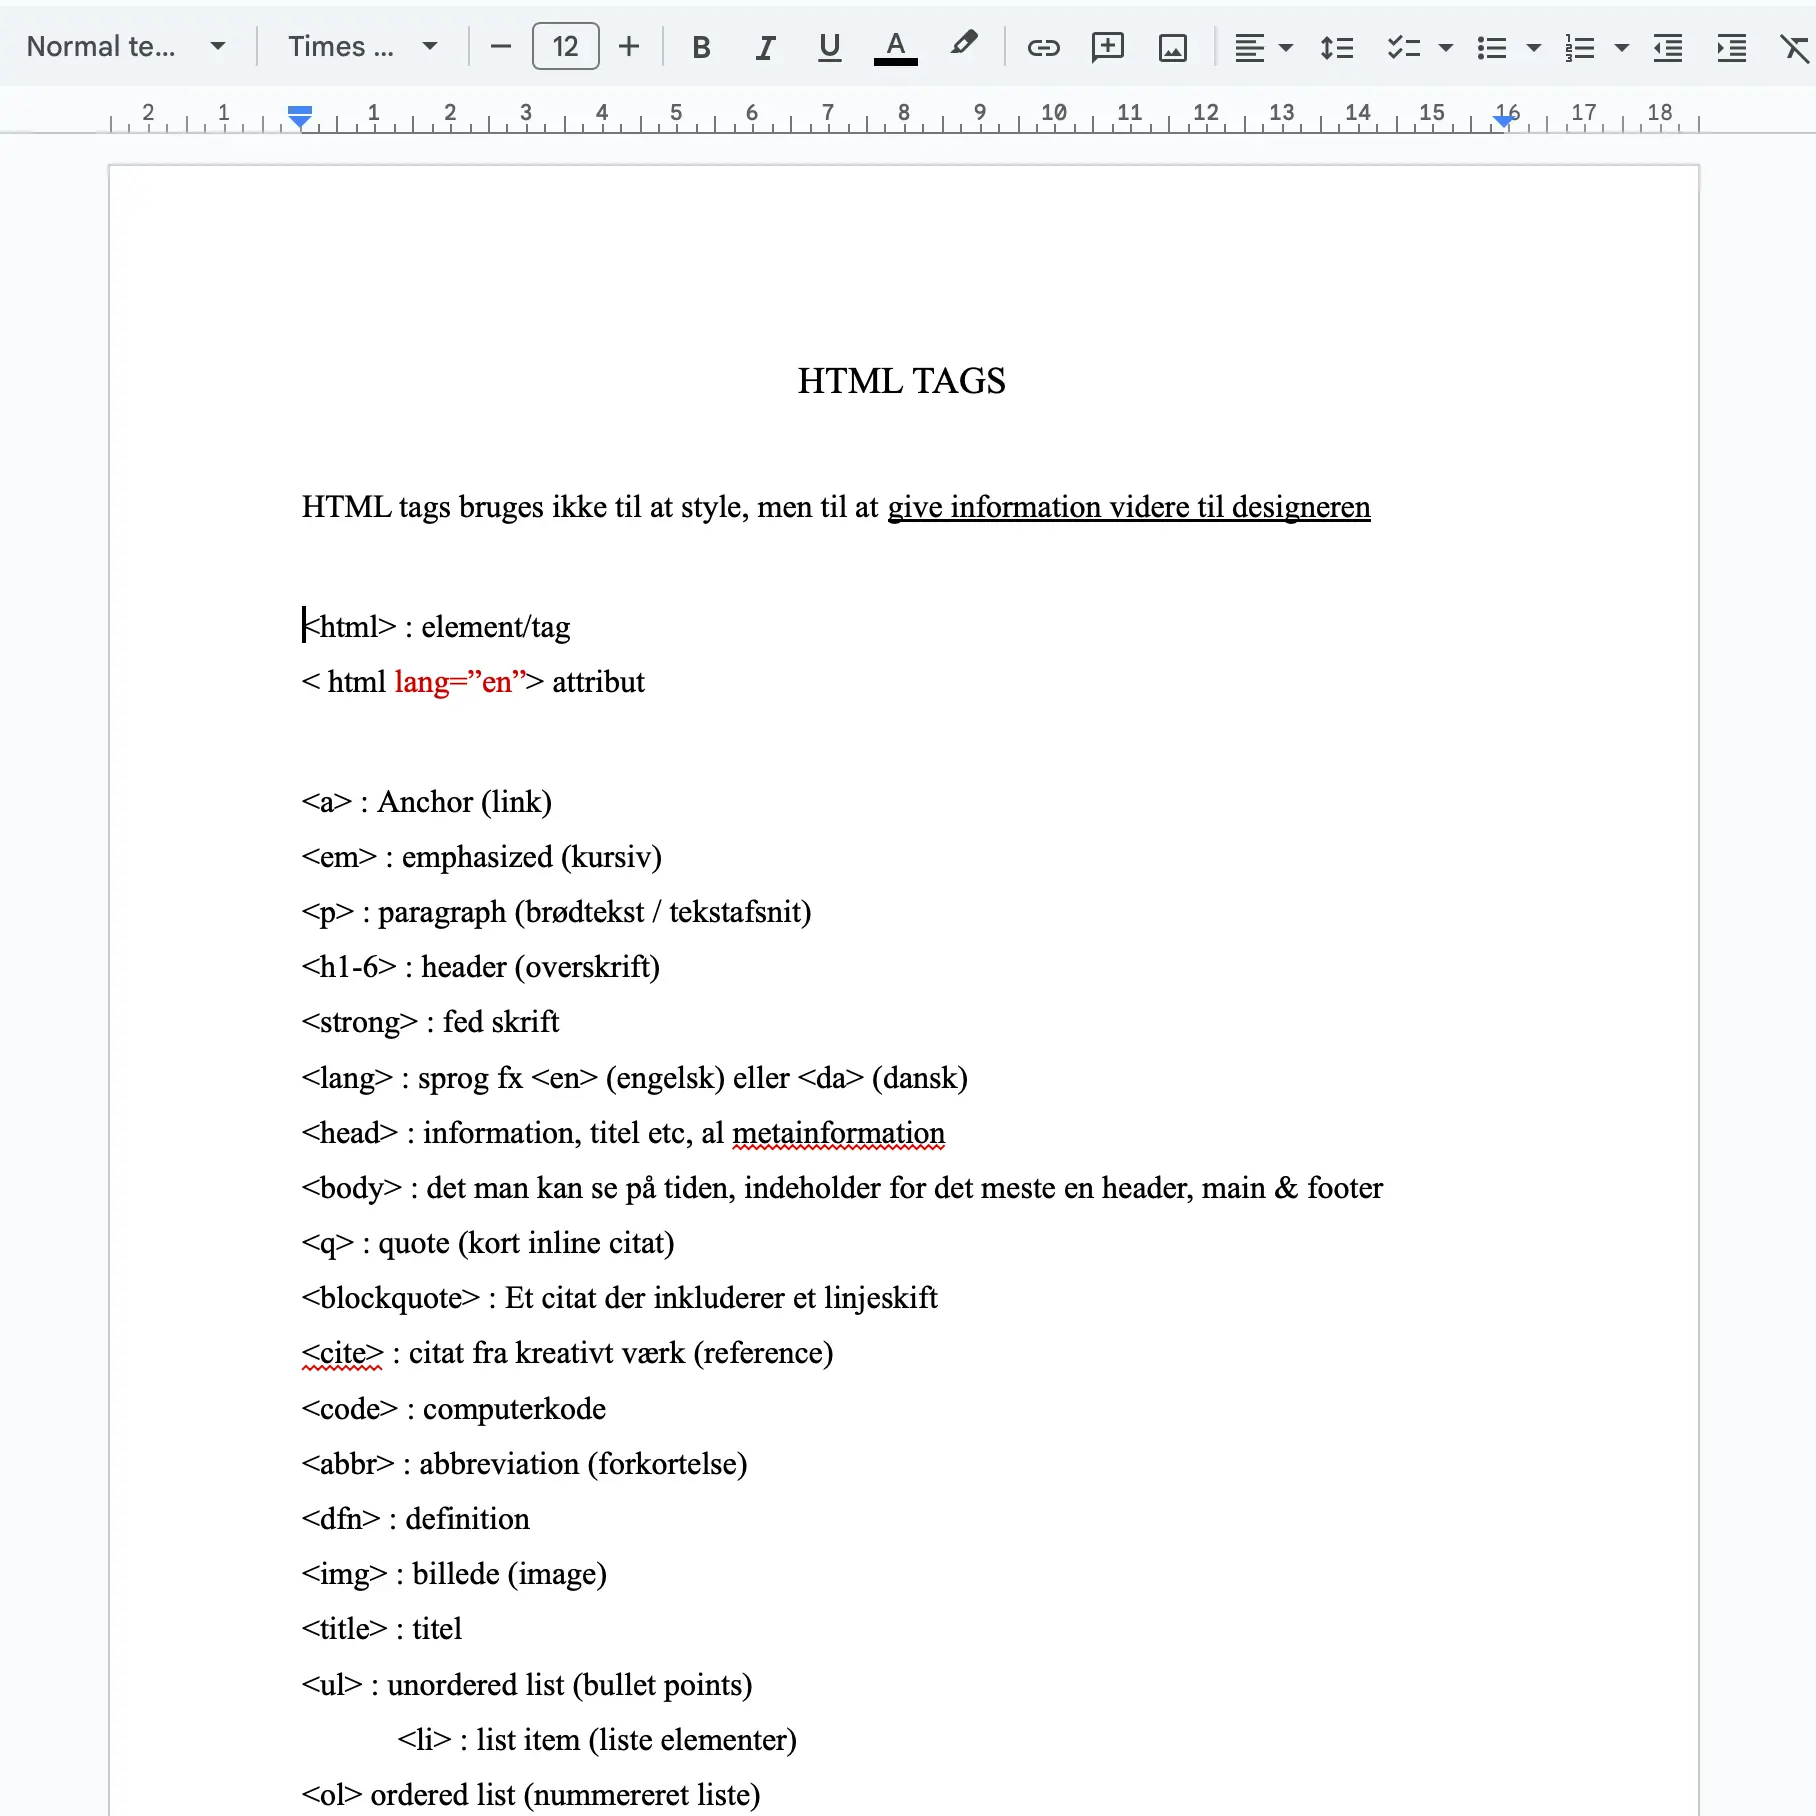 Normal te... Times ... 12 B I U A
2 1 1 2 3 4 5 6 7 8 9 10 11 12 13 14 15 16 17 18
HTML TAGS
HTML tags bruges ikke til at style, men til at give information videre til designeren
<html> : element/tag
< html lang=”en”> attribut
<a> : Anchor (link)
<em> : emphasized (kursiv)
<p> : paragraph (brødtekst / tekstafsnit)
<h1-6> : header (overskrift)
<strong> : fed skrift
<lang> : sprog fx <en> (engelsk) eller <da> (dansk)
<head> : information, titel etc, al metainformation
<body> : det man kan se på tiden, indeholder for det meste en header, main & footer
<q> : quote (kort inline citat)
<blockquote> : Et citat der inkluderer et linjeskift
<cite> : citat fra kreativt værk (reference)
<code> : computerkode
<abbr> : abbreviation (forkortelse)
<dfn> : definition
<img> : billede (image)
<title> : titel
<ul> : unordered list (bullet points)
<li> : list item (liste elementer)
<ol> ordered list (nummereret liste)